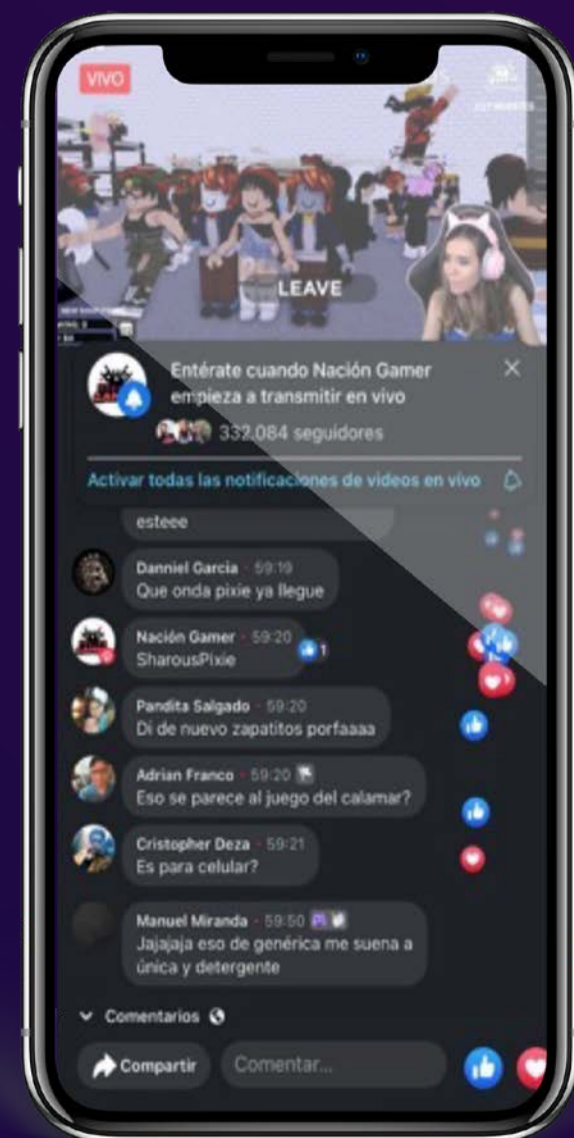 VIVO
LEAVE
Entérate cuando Nación Gamer
empieza a transmitir en vivo
332.084 seguidores
Activar todas las notificaciones de videos en vivo
esteee
Danniel Garcia · 59:19
Que onda pixie ya llegue
Nación Gamer · 59:20
SharousPixie
1
Pandita Salgado · 59:20
Di de nuevo zapatitos porfaaaa
Adrian Franco · 59:20
Eso se parece al juego del calamar?
Cristopher Deza · 59:21
Es para celular?
Manuel Miranda · 59:50
Jajajaja eso de genérica me suena a
única y detergente
Comentarios
Compartir
Comentar...